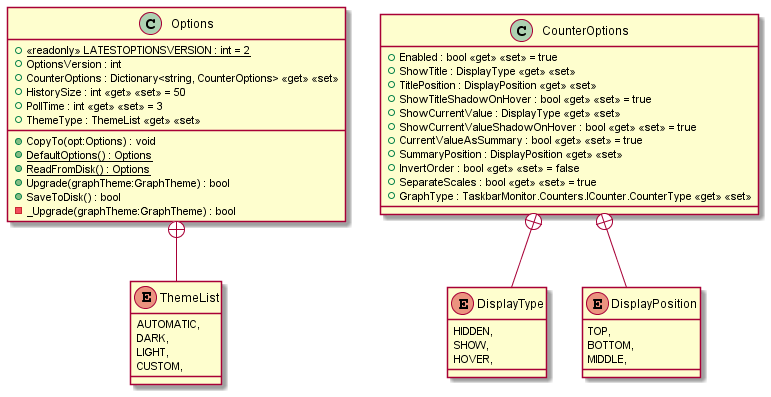 C Options
«readonly» LATESTOPTIONSVERSION : int = 2
OptionsVersion : int
CounterOptions : Dictionary<string, CounterOptions> «get» «set»
HistorySize : int «get» «set» = 50
PollTime : int «get» «set» = 3
ThemeType : ThemeList «get» «set»
CopyTo(opt:Options) : void
DefaultOptions() : Options
ReadFromDisk() : Options
Upgrade(graphTheme:GraphTheme) : bool
SaveToDisk() : bool
_Upgrade(graphTheme:GraphTheme) : bool
C CounterOptions
Enabled : bool «get» «set» = true
ShowTitle : DisplayType «get» «set»
TitlePosition : DisplayPosition «get» «set»
ShowTitleShadowOnHover : bool «get» «set» = true
ShowCurrentValue : DisplayType «get» «set»
ShowCurrentValueShadowOnHover : bool «get» «set» = true
CurrentValueAsSummary : bool «get» «set» = true
SummaryPosition : DisplayPosition «get» «set»
InvertOrder : bool «get» «set» = false
SeparateScales : bool «get» «set» = true
GraphType : TaskbarMonitor.Counters.ICounter.CounterType «get» «set»
E ThemeList
AUTOMATIC,
DARK,
LIGHT,
CUSTOM,
E DisplayType
HIDDEN,
SHOW,
HOVER,
E DisplayPosition
TOP,
BOTTOM,
MIDDLE,